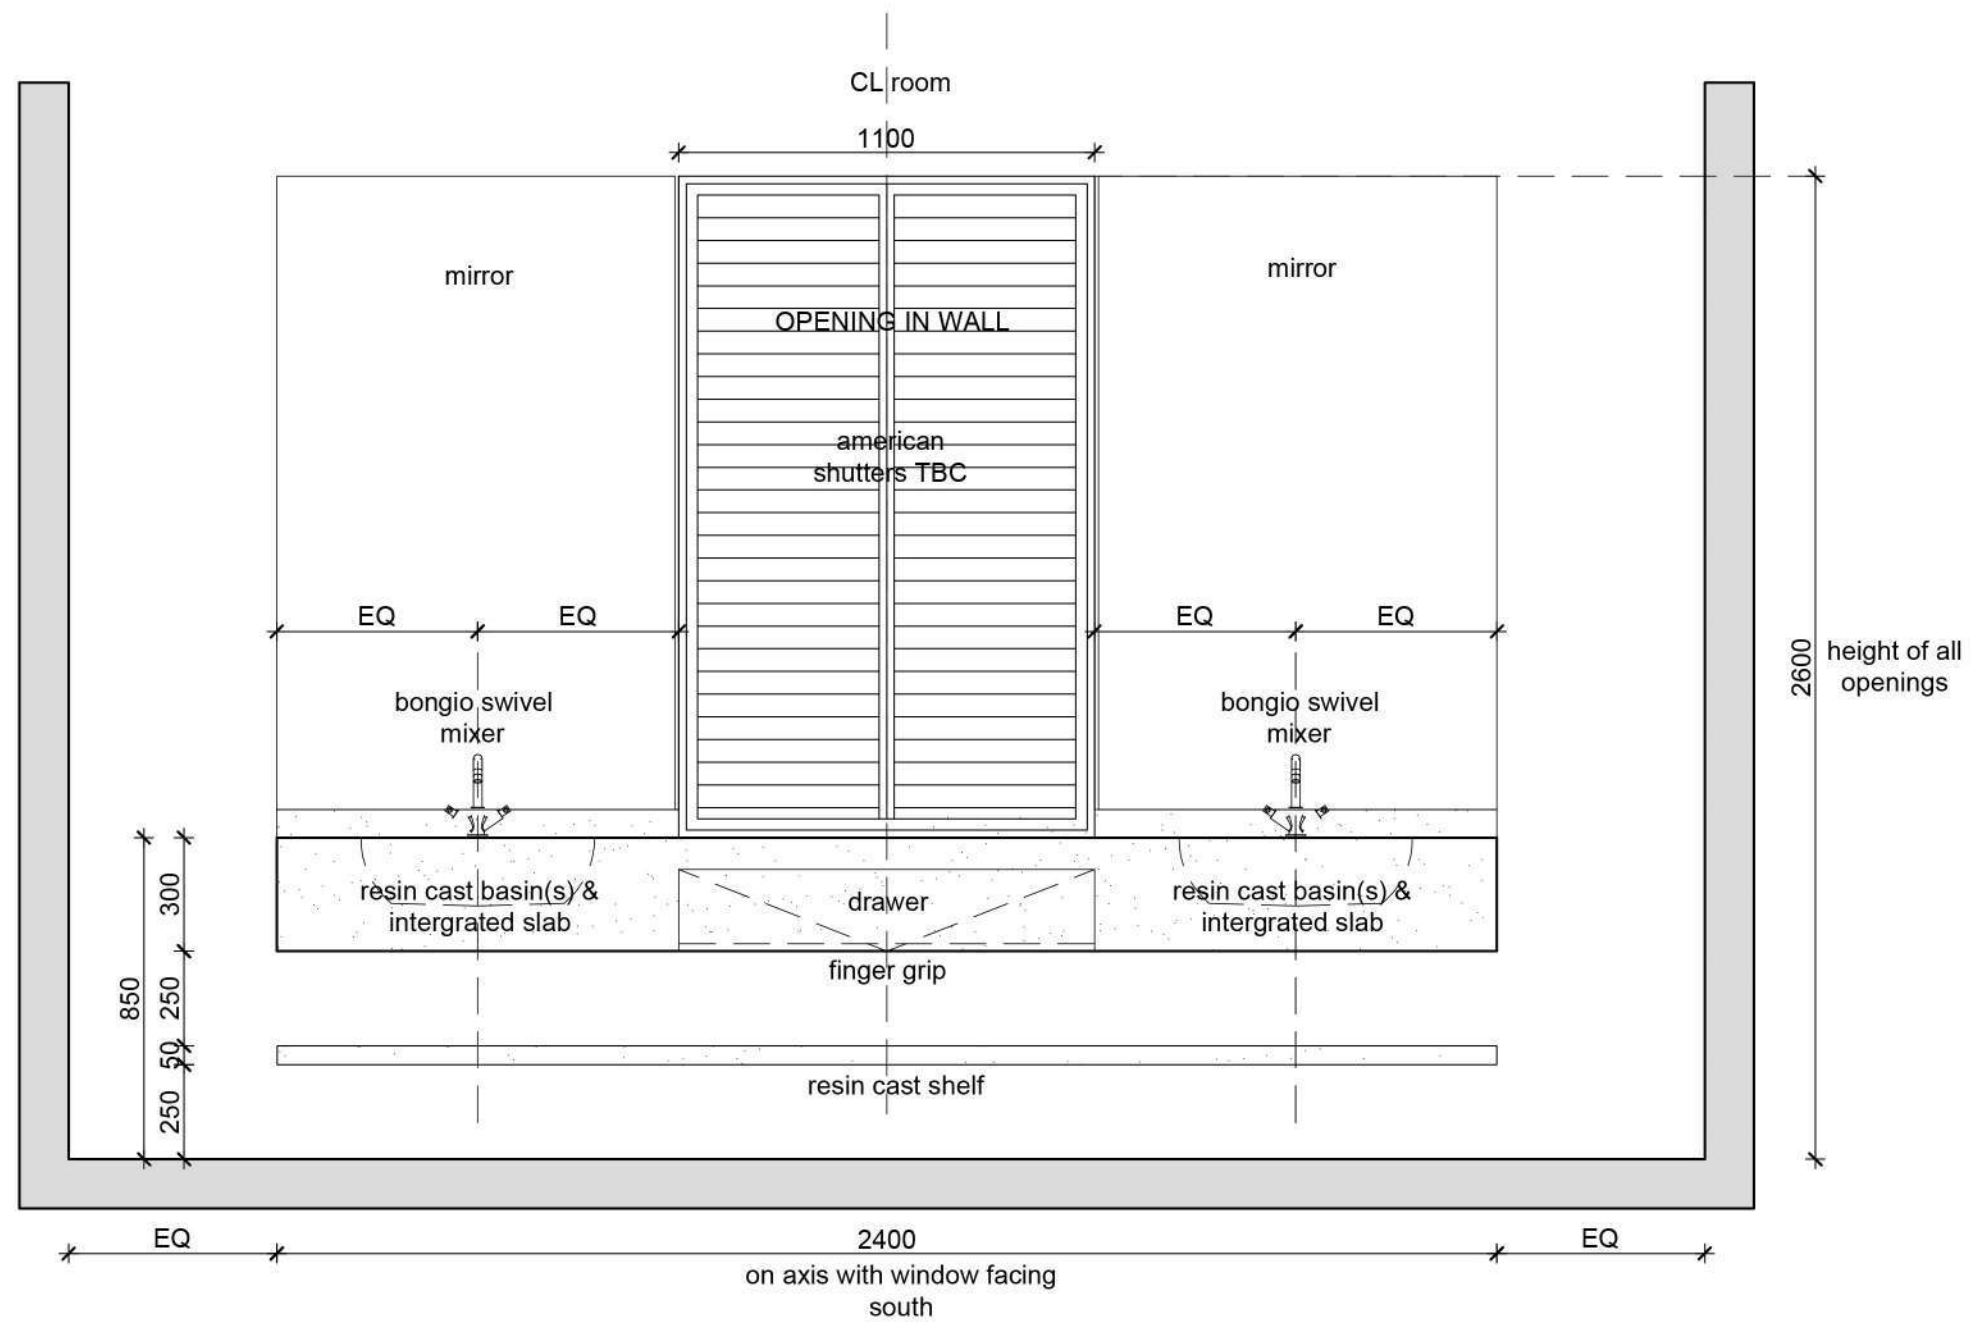 CL room
1100
mirror
mirror
OPENING IN WALL
american
shutters TBC
EQ
EQ
EQ
EQ
2600
height of all
openings
bongio swivel
mixer
bongio swivel
mixer
850
300
250
50
250
resin cast basin(s) &
intergrated slab
drawer
resin cast basin(s) &
intergrated slab
finger grip
resin cast shelf
EQ
2400
EQ
on axis with window facing
south